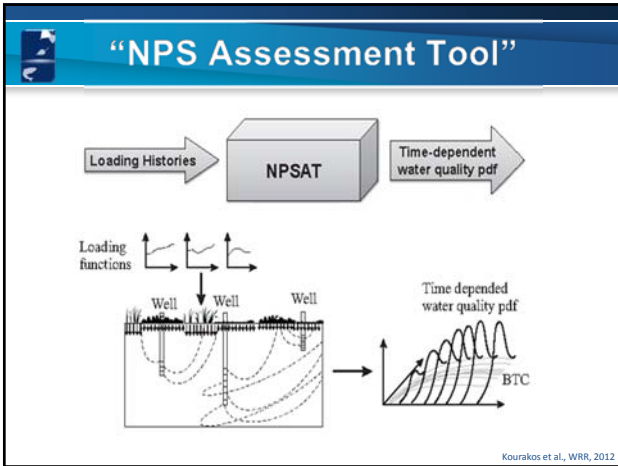 “NPS Assessment Tool”
Loading Histories
NPSAT
Time-dependent
water quality pdf
Loading
functions
Well
Well
Well
Time depended
water quality pdf
BTC
Kourakos et al., WRR, 2012